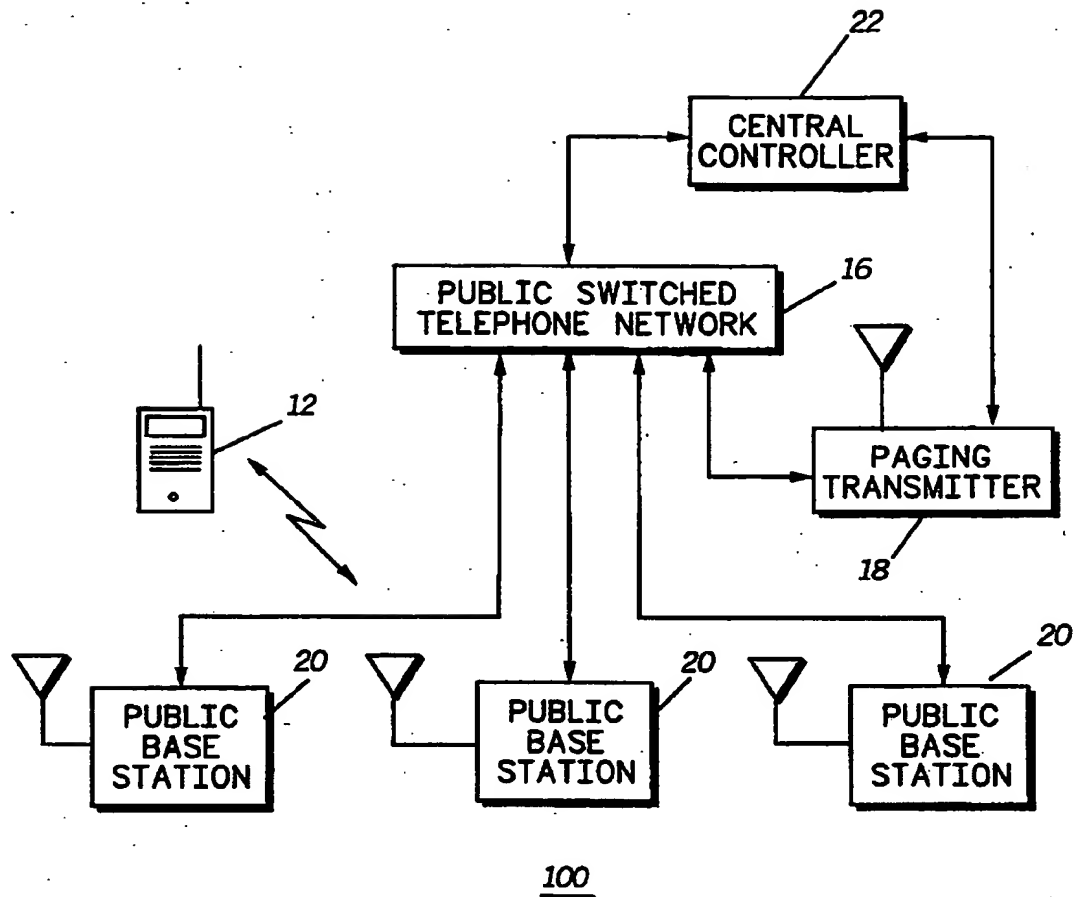 22
CENTRAL
CONTROLLER
PUBLIC SWITCHED
TELEPHONE NETWORK
16
12
PAGING
TRANSMITTER
18
20
PUBLIC
BASE
STATION
20
PUBLIC
BASE
STATION
20
PUBLIC
BASE
STATION
100